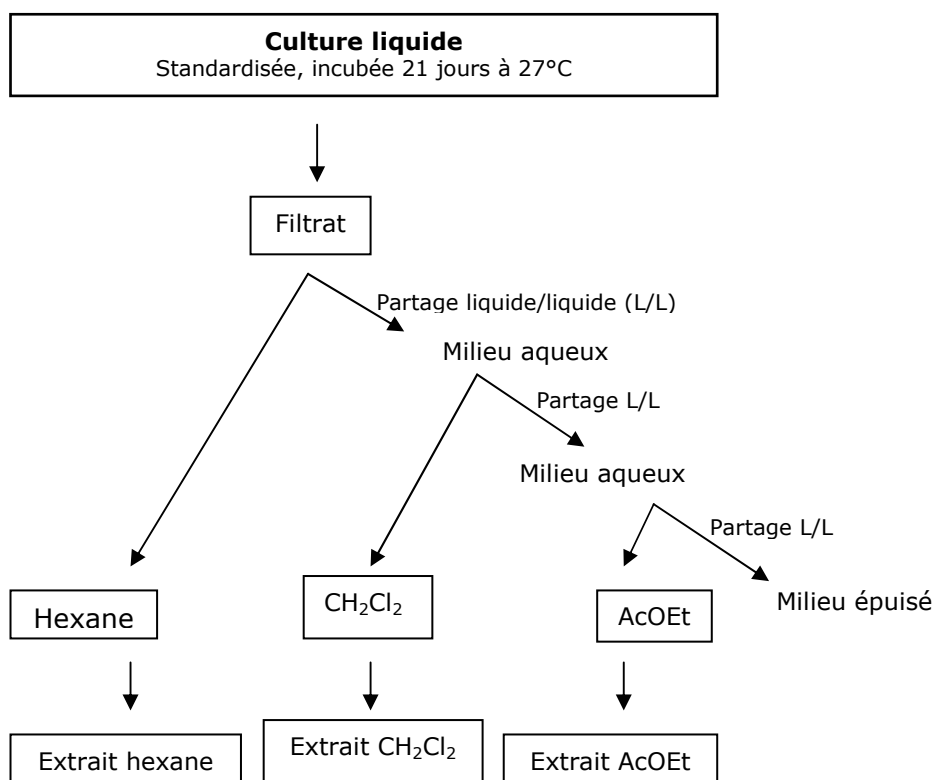 Culture liquide
Standardisée, incubée 21 jours à 27°C
Filtrat
Partage liquide/liquide (L/L)
Milieu aqueux
Partage L/L
Milieu aqueux
Partage L/L
Hexane
CH₂Cl₂
AcOEt
Milieu épuisé
Extrait hexane
Extrait CH₂Cl₂
Extrait AcOEt